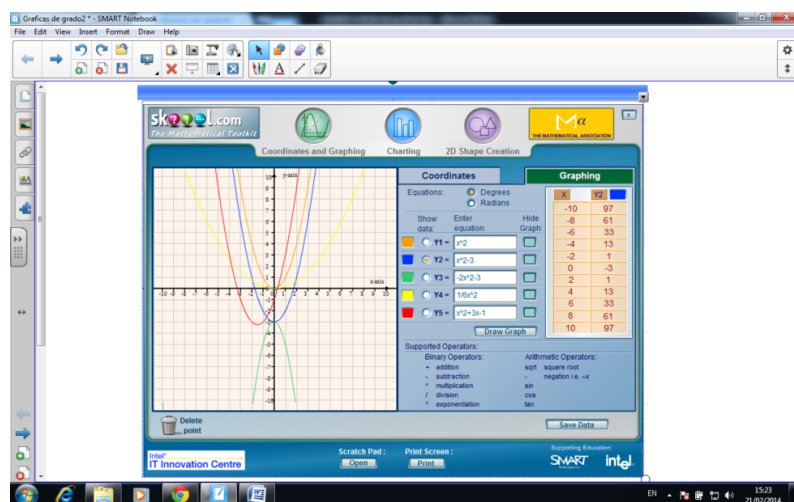 Graficas de grado2 * - SMART Notebook
File Edit View Insert Format Draw Help
skoool.com
The Mathematical Toolkit
Coordinates and Graphing
Charting
2D Shape Creation
Mα
THE MATHEMATICAL ASSOCIATION
x
Coordinates
Graphing
Equations:
Degrees
Radians
Show data:
Enter equation:
Hide Graph:
Y1 = x^2
Y2 = x^2-3
Y3 = -2x^2-3
Y4 = 1/6x^2
Y5 = x^2+3x-1
Draw Graph
X Y2
-10 97
-8 61
-6 33
-4 13
-2 1
0 -3
2 1
4 13
6 33
8 61
10 97
y-axis
x-axis
Supported Operators:
Binary Operators:
+ addition
- subtraction
* multiplication
/ division
^ exponentiation
Arithmetic Operators:
sqrt square root
- negation i.e. -x
sin
cos
tan
Delete point
Save Data
Intel®
IT Innovation Centre
Scratch Pad :
Open
Print Screen :
Print
Supporting Education:
SMART
intel
EN
15:23
21/02/2014